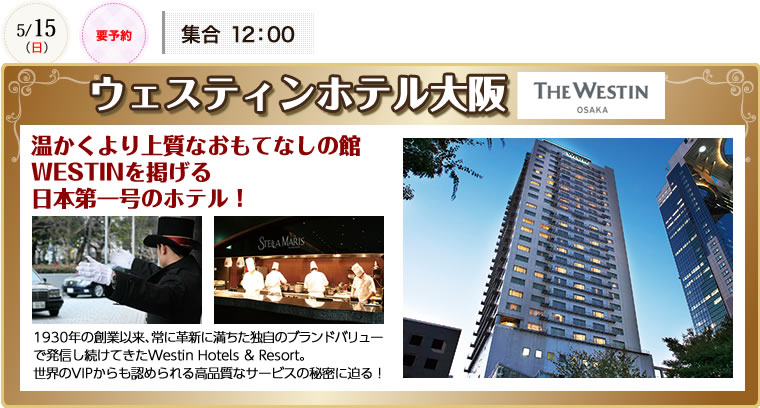 5/15
(日)
要予約
集合 12：00
ウェスティンホテル大阪
THE WESTIN
OSAKA
温かくより上質なおもてなしの館
WESTINを掲げる
日本第一号のホテル！
STELLA MARIS
WESTIN
1930年の創業以来、常に革新に満ちた独自のブランドバリュー
で発信し続けてきたWestin Hotels & Resort。
世界のVIPからも認められる高品質なサービスの秘密に迫る！